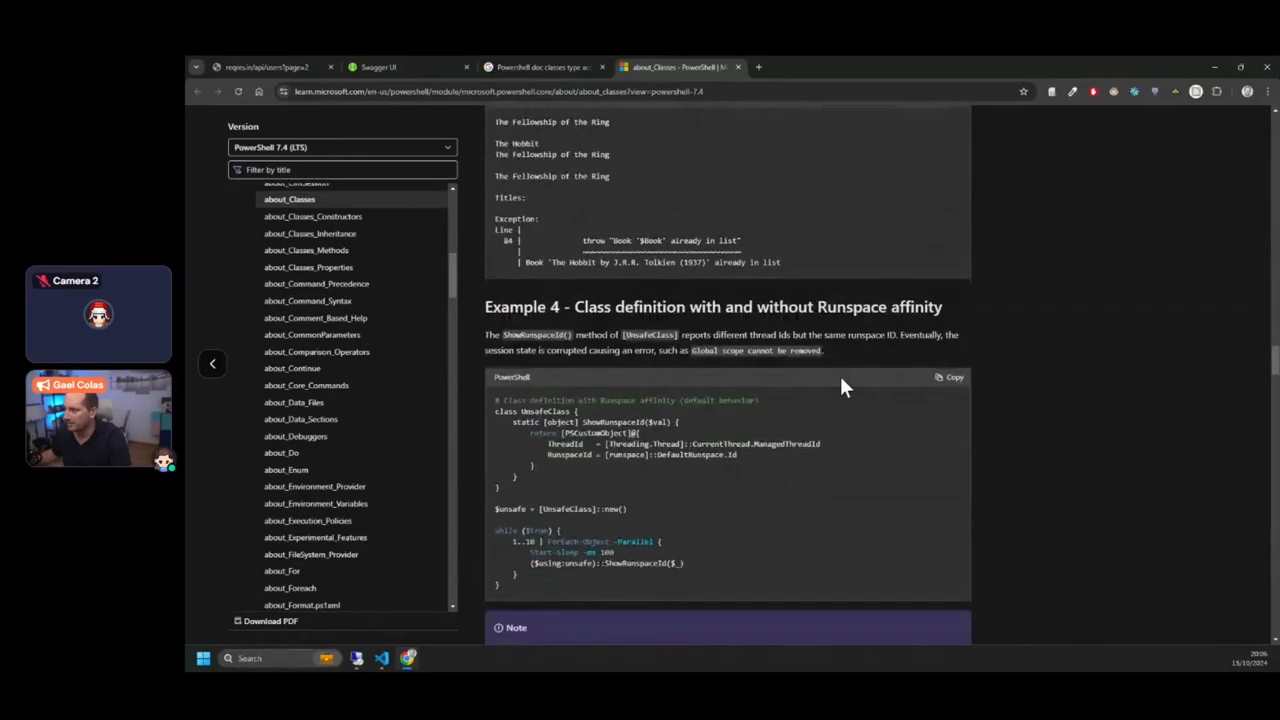 reqres.in/api/users?page=2
Swagger UI
Powershell doc classes type acc
about_Classes - PowerShell | M
learn.microsoft.com/en-us/powershell/module/microsoft.powershell.core/about/about_classes?view=powershell-7.4
Version
PowerShell 7.4 (LTS)
Filter by title
about_CimSession
about_Classes
about_Classes_Constructors
about_Classes_Inheritance
about_Classes_Methods
about_Classes_Properties
about_Command_Precedence
about_Command_Syntax
about_Comment_Based_Help
about_CommonParameters
about_Comparison_Operators
about_Continue
about_Core_Commands
about_Data_Files
about_Data_Sections
about_Debuggers
about_Do
about_Enum
about_Environment_Provider
about_Environment_Variables
about_Execution_Policies
about_Experimental_Features
about_FileSystem_Provider
about_For
about_Foreach
about_Format.ps1xml
Download PDF
The Fellowship of the Ring
The Hobbit
The Fellowship of the Ring
The Fellowship of the Ring
Titles:
Exception:
Line |
84 | throw "Book '$Book' already in list"
| ~~~~~~~~~~~~~~~~~~~~~~~~~~~~~~~~~~~~
| Book 'The Hobbit by J.R.R. Tolkien (1937)' already in list
Example 4 - Class definition with and without Runspace affinity
The ShowRunspaceId() method of [UnsafeClass] reports different thread Ids but the same runspace ID. Eventually, the
session state is corrupted causing an error, such as Global scope cannot be removed.
PowerShell
Copy
# Class definition with Runspace affinity (default behavior)
class UnsafeClass {
static [object] ShowRunspaceId($val) {
return [PSCustomObject]@{
ThreadId = [Threading.Thread]::CurrentThread.ManagedThreadId
RunspaceId = [runspace]::DefaultRunspace.Id
}
}
}
$unsafe = [UnsafeClass]::new()
while ($true) {
1..10 | ForEach-Object -Parallel {
Start-Sleep -ms 100
($using:unsafe)::ShowRunspaceId($_)
}
}
Note
Camera 2
Gael Colas
Search
20:06
15/10/2024